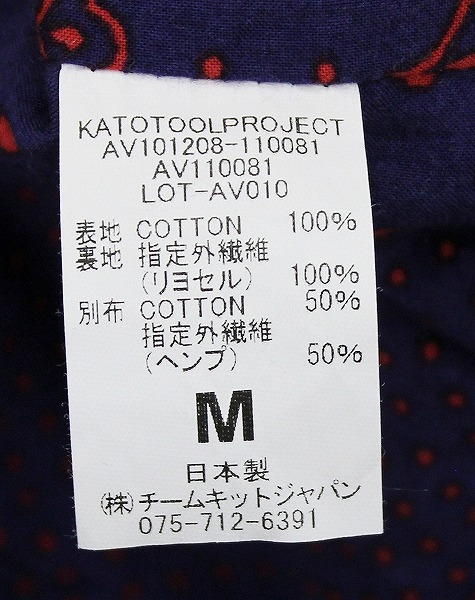 KATOTOOLPROJECT
AV101208-110081
AV110081
LOT-AV010
表地 COTTON 100%
裏地 指定外繊維
(リヨセル) 100%
別布 COTTON 50%
指定外繊維
(ヘンプ) 50%
M
日本製
(株)チームキットジャパン
075-712-6391